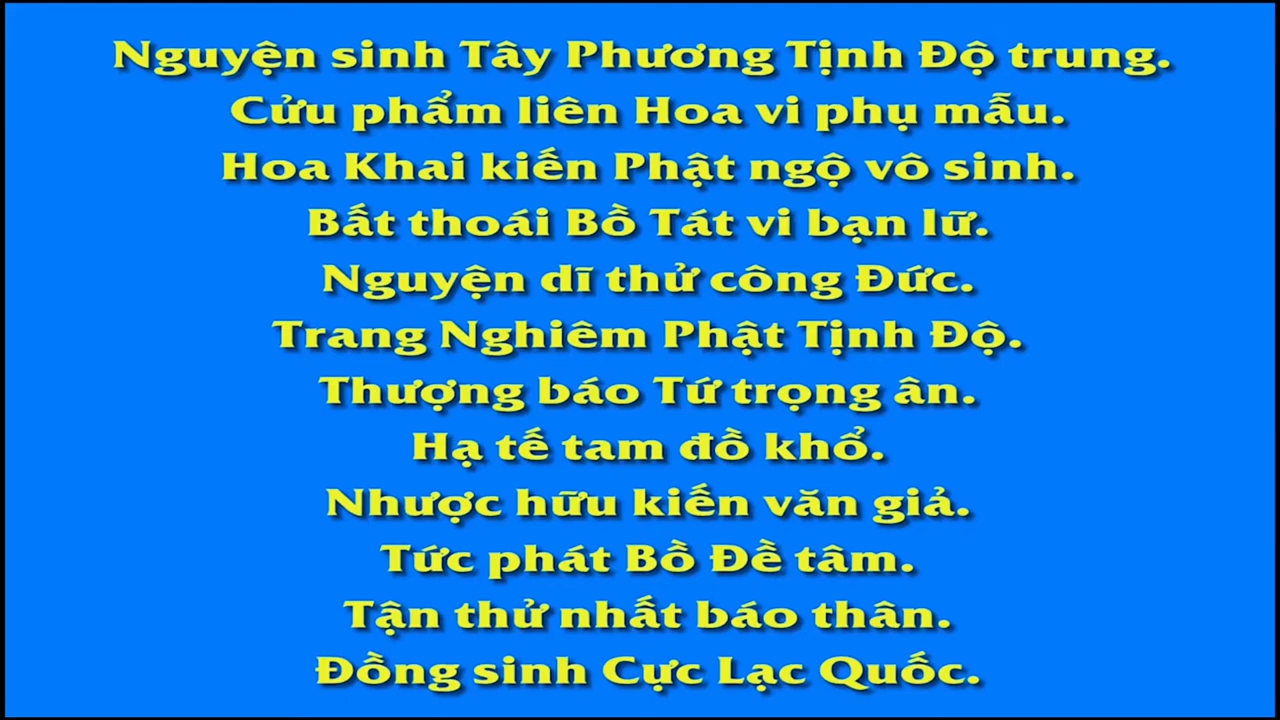 Nguyện sinh Tây Phương Tịnh Độ trung.
Cửu phẩm liên Hoa vi phụ mẫu.
Hoa Khai kiến Phật ngộ vô sinh.
Bất thoái Bồ Tát vi bạn lữ.
Nguyện dĩ thử công Đức.
Trang Nghiêm Phật Tịnh Độ.
Thượng báo Tứ trọng ân.
Hạ tế tam đồ khổ.
Nhược hữu kiến văn giả.
Tức phát Bồ Đề tâm.
Tận thử nhất báo thân.
Đồng sinh Cực Lạc Quốc.